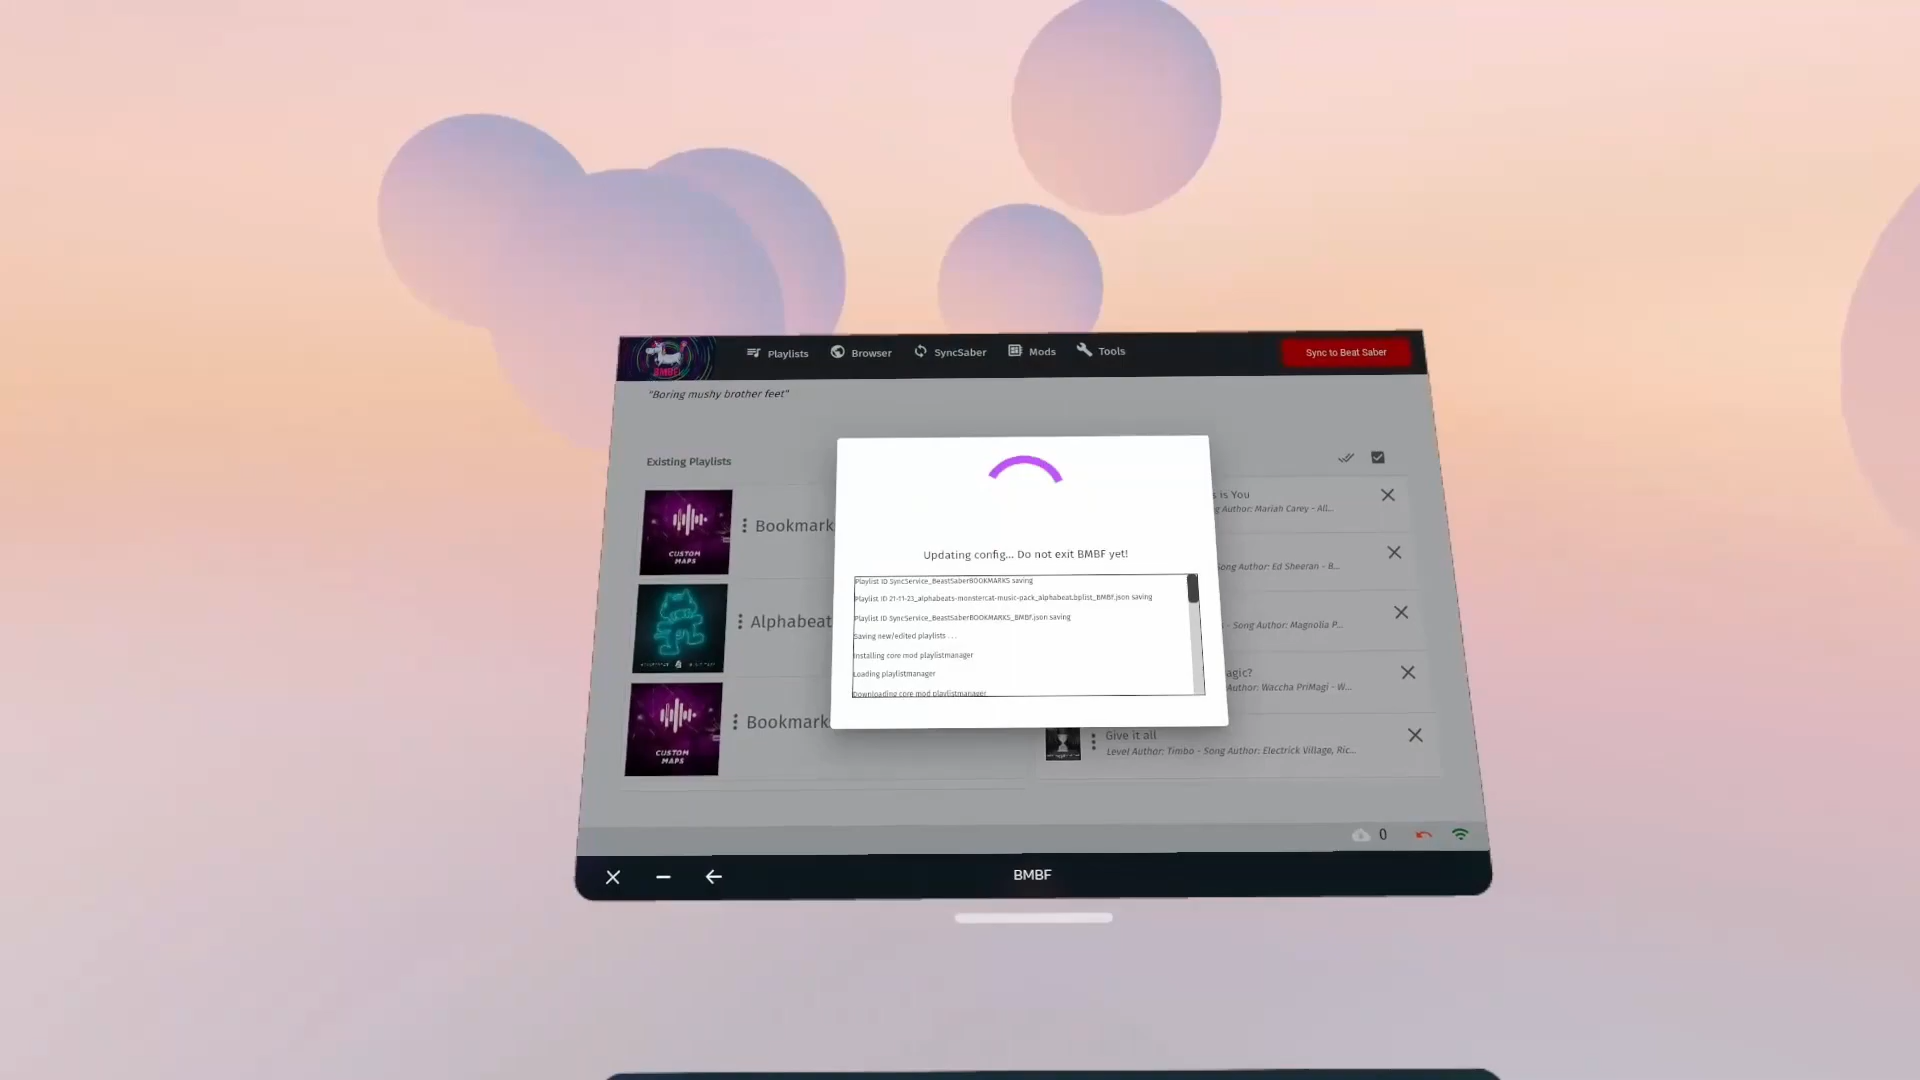 BMBF
Playlists
Browser
SyncSaber
Mods
Tools
Sync to Beat Saber
"Boring mushy brother feet"
Existing Playlists
CUSTOM
MAPS
Bookmark
Alphabeat
CUSTOM
MAPS
Bookmark
Updating config... Do not exit BMBF yet!
Playlist ID SyncService_BeastSaberBOOKMARKS saving
Playlist ID 21-11-23_alphabeats-monstercat-music-pack_alphabeat.bplist_BMBF.json saving
Playlist ID SyncService_BeastSaberBOOKMARKS_BMBF.json saving
Saving new/edited playlists . . .
Installing core mod playlistmanager
Loading playlistmanager
Downloading core mod playlistmanager
s is You
g Author: Mariah Carey - All...
Song Author: Ed Sheeran - B...
- Song Author: Magnolia P...
agic?
Author: Waccha PriMagi - W...
Give it all
Level Author: Timbo - Song Author: Electrick Village, Ric...
0
BMBF